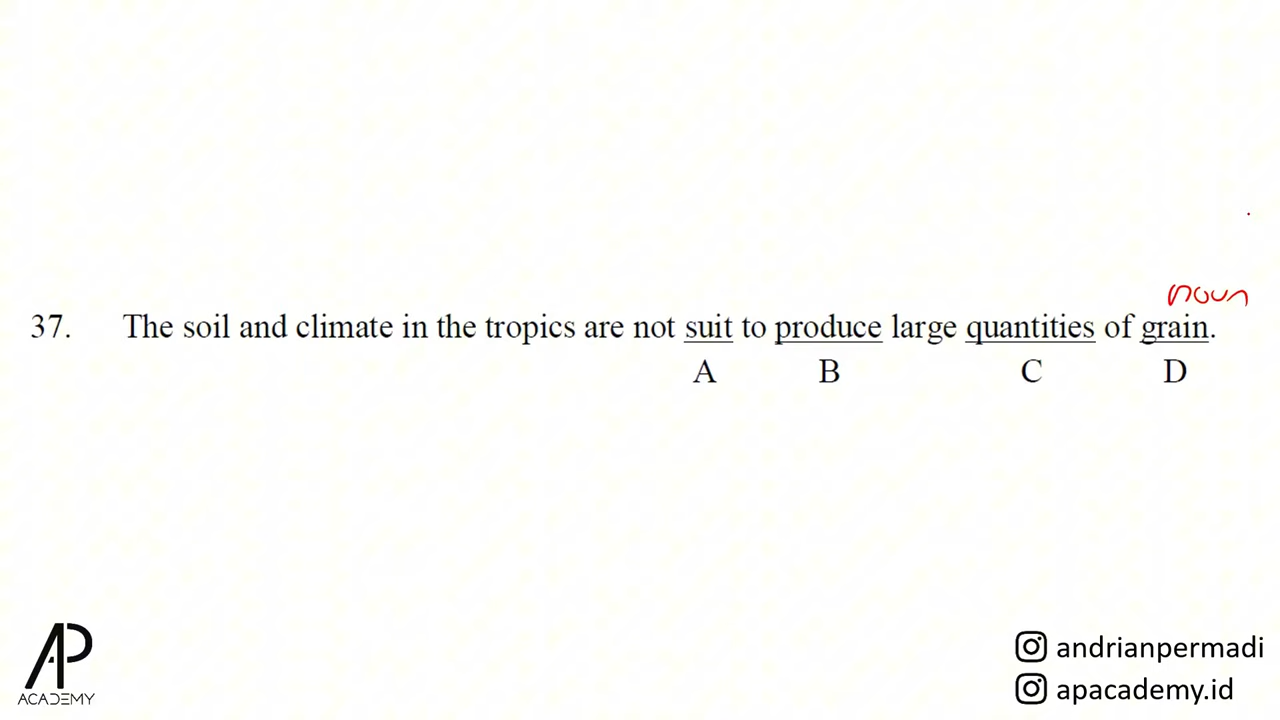 noun
37. The soil and climate in the tropics are not suit to produce large quantities of grain.
A B C D
AP
ACADEMY
andrianpermadi
apacademy.id